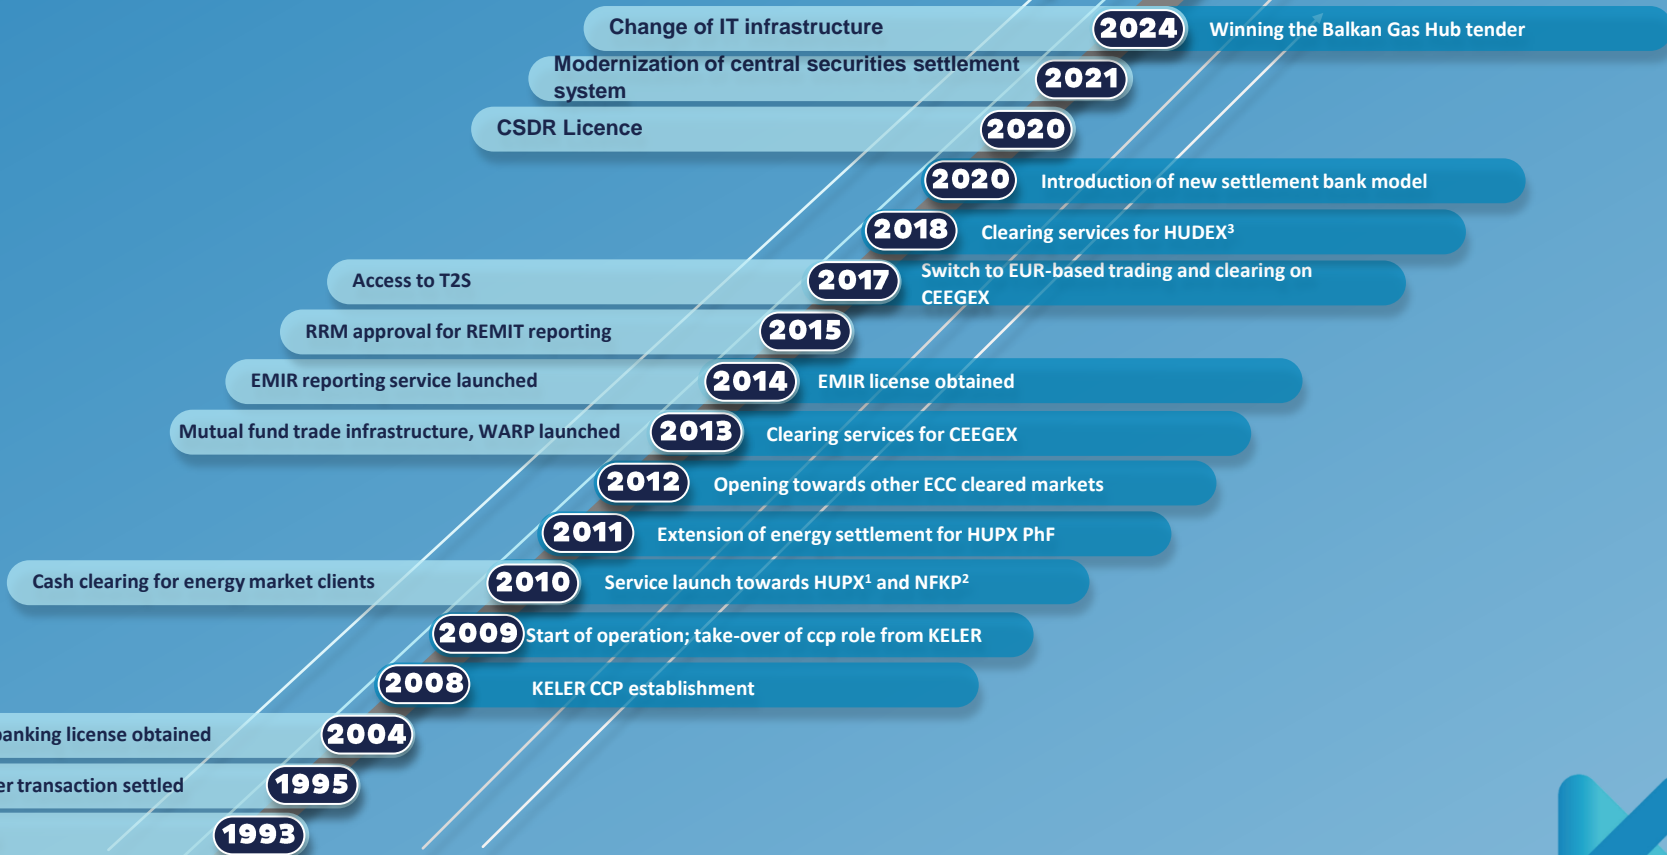 Change of IT infrastructure 2024 Winning the Balkan Gas Hub tender
Modernization of central securities settlement
system 2021
CSDR Licence 2020
2020 Introduction of new settlement bank model
2018 Clearing services for HUDEX³
Access to T2S 2017 Switch to EUR-based trading and clearing on
CEEGEX
RRM approval for REMIT reporting 2015
EMIR reporting service launched 2014 EMIR license obtained
Mutual fund trade infrastructure, WARP launched 2013 Clearing services for CEEGEX
2012 Opening towards other ECC cleared markets
2011 Extension of energy settlement for HUPX PhF
Cash clearing for energy market clients 2010 Service launch towards HUPX¹ and NFKP²
2009 Start of operation; take-over of ccp role from KELER
2008 KELER CCP establishment
banking license obtained 2004
transaction settled 1995
1993